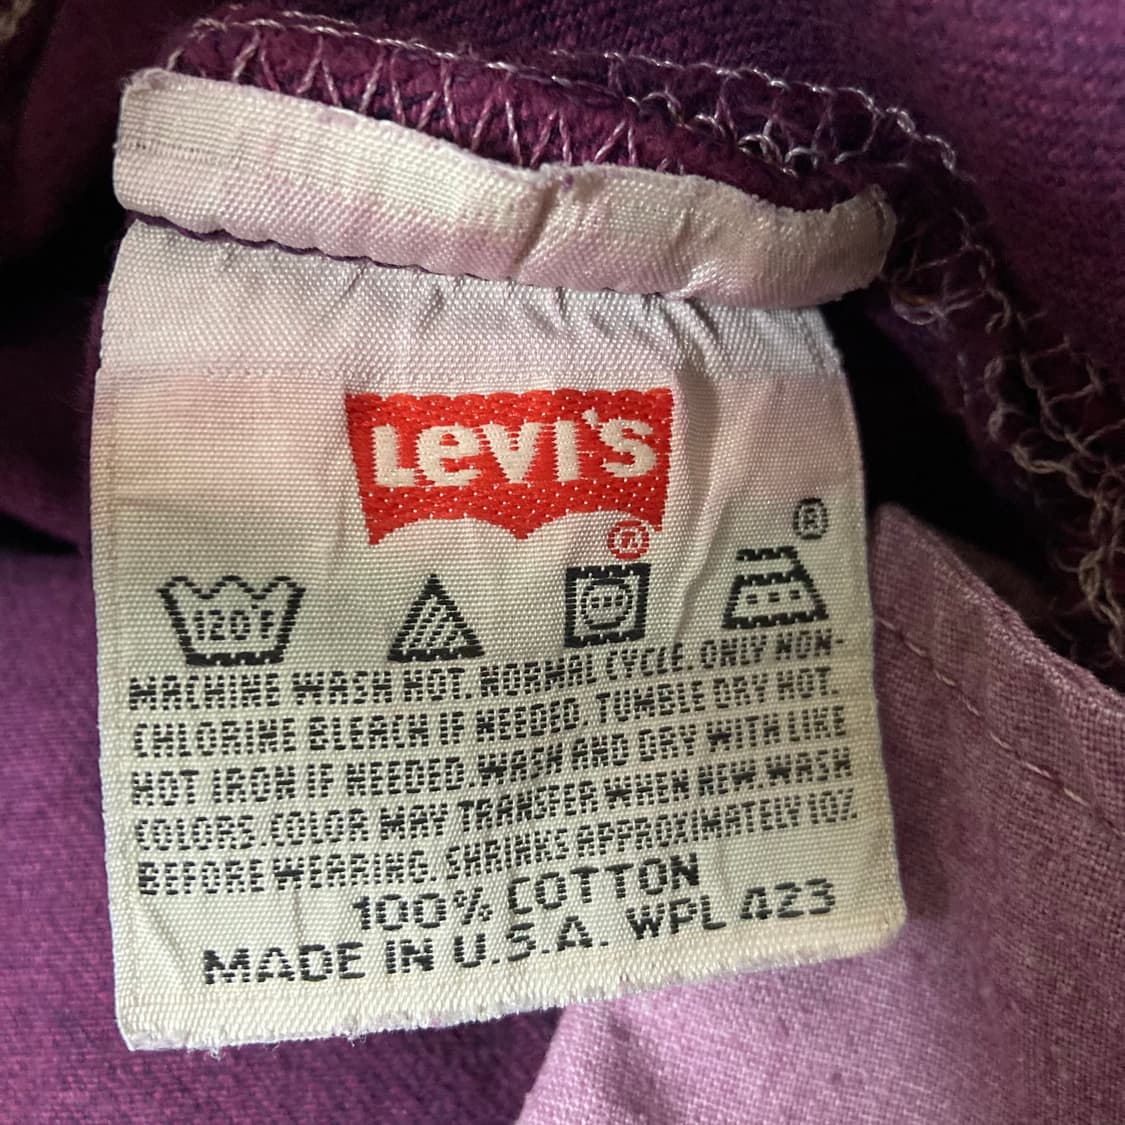 LEVI'S
®
®
120°F
MACHINE WASH HOT. NORMAL CYCLE. ONLY NON-
CHLORINE BLEACH IF NEEDED. TUMBLE DRY HOT.
HOT IRON IF NEEDED. WASH AND DRY WITH LIKE
COLORS. COLOR MAY TRANSFER WHEN NEW. WASH
BEFORE WEARING. SHRINKS APPROXIMATELY 10%
100% COTTON
MADE IN U.S.A. WPL 423